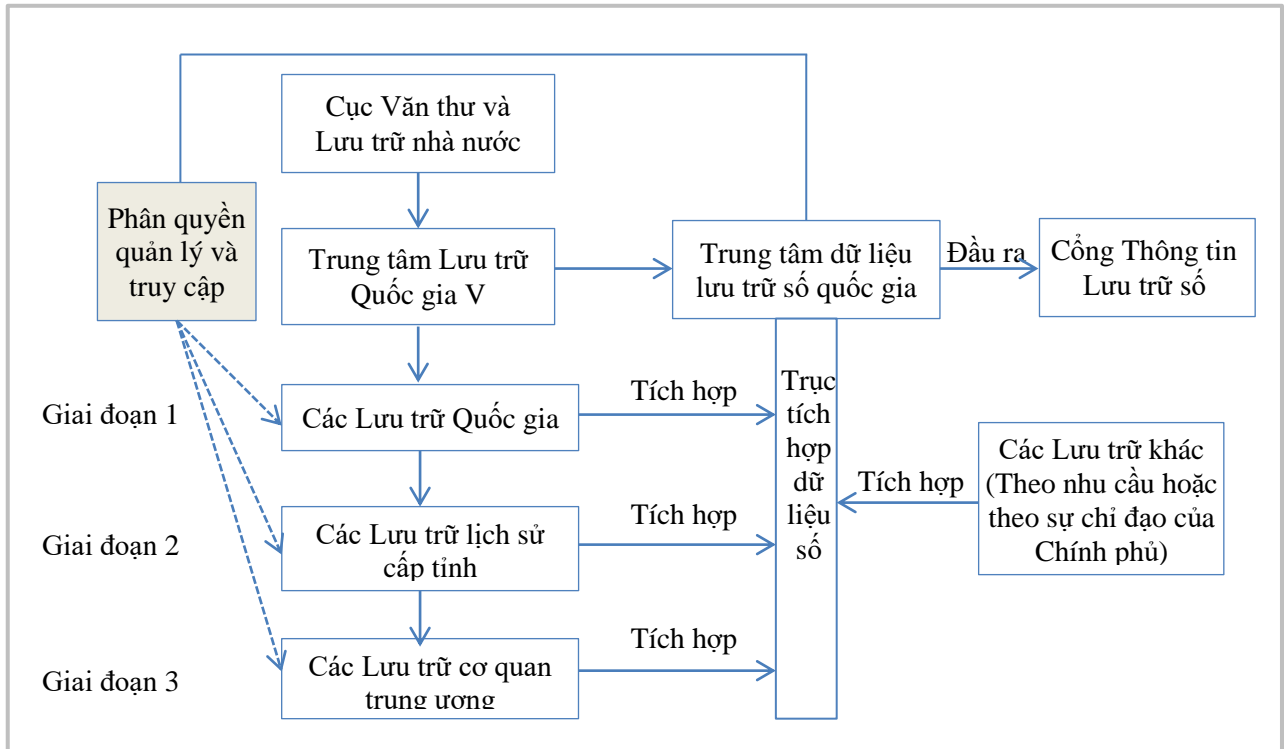 Cục Văn thư và
Lưu trữ nhà nước
Phân quyền
quản lý và
truy cập
Trung tâm Lưu trữ
Quốc gia V
Trung tâm dữ liệu
lưu trữ số quốc gia
Đầu ra
Cổng Thông tin
Lưu trữ số
Giai đoạn 1
Các Lưu trữ Quốc gia
Tích hợp
Trục
tích
hợp
dữ
liệu
số
Các Lưu trữ khác
(Theo nhu cầu hoặc
theo sự chỉ đạo của
Chính phủ)
Tích hợp
Giai đoạn 2
Các Lưu trữ lịch sử
cấp tỉnh
Tích hợp
Giai đoạn 3
Các Lưu trữ cơ quan
trung ương
Tích hợp